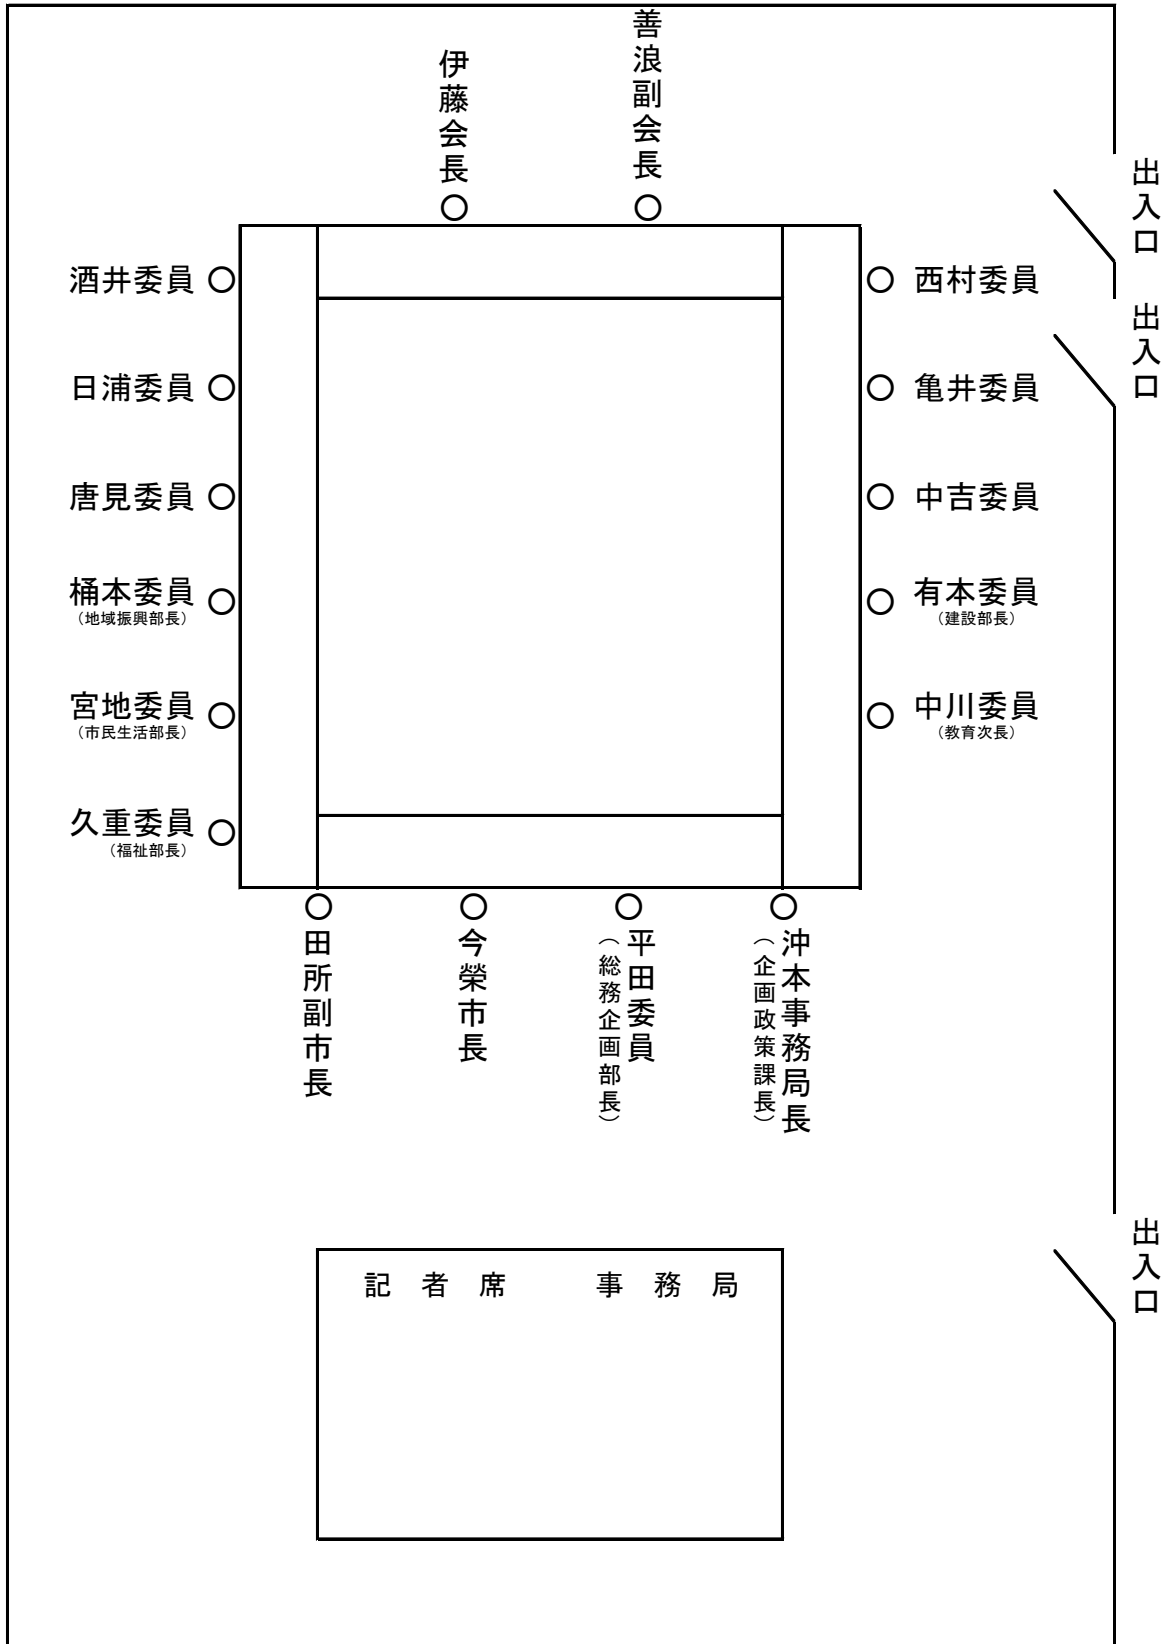 伊藤会長
善浪副会長
出入口
酒井委員
西村委員
出入口
日浦委員
亀井委員
唐見委員
中吉委員
桶本委員
（地域振興部長）
有本委員
（建設部長）
宮地委員
（市民生活部長）
中川委員
（教育次長）
久重委員
（福祉部長）
田所副市長
今榮市長
平田委員
（総務企画部長）
沖本事務局長
（企画政策課長）
出入口
記者席　事務局